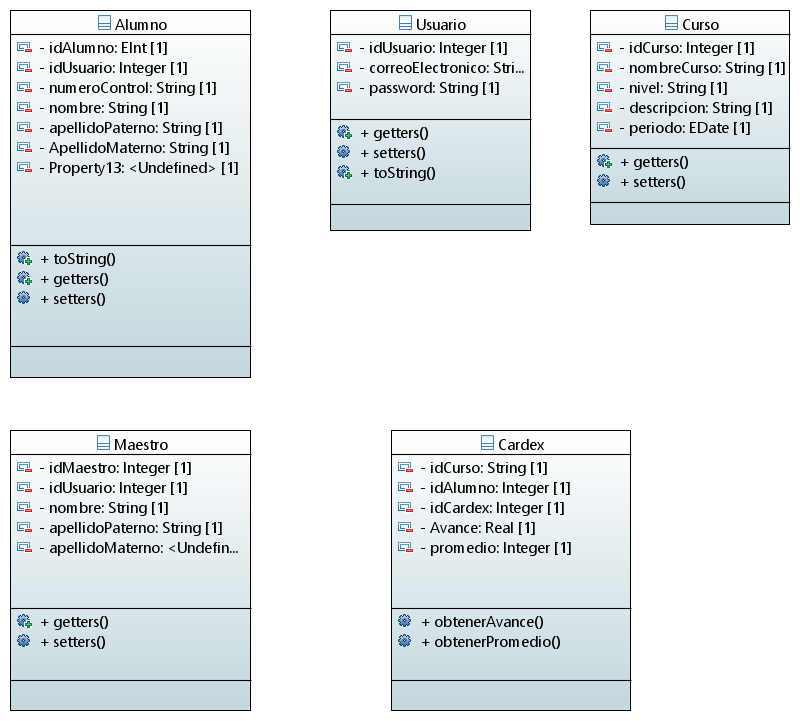 Alumno
- idAlumno: EInt [1]
- idUsuario: Integer [1]
- numeroControl: String [1]
- nombre: String [1]
- apellidoPaterno: String [1]
- ApellidoMaterno: String [1]
- Property13: <Undefined> [1]
+ toString()
+ getters()
+ setters()
Usuario
- idUsuario: Integer [1]
- correoElectronico: Stri...
- password: String [1]
+ getters()
+ setters()
+ toString()
Curso
- idCurso: Integer [1]
- nombreCurso: String [1]
- nivel: String [1]
- descripcion: String [1]
- periodo: EDate [1]
+ getters()
+ setters()
Maestro
- idMaestro: Integer [1]
- idUsuario: Integer [1]
- nombre: String [1]
- apellidoPaterno: String [1]
- apellidoMaterno: <Undefin...
+ getters()
+ setters()
Cardex
- idCurso: String [1]
- idAlumno: Integer [1]
- idCardex: Integer [1]
- Avance: Real [1]
- promedio: Integer [1]
+ obtenerAvance()
+ obtenerPromedio()